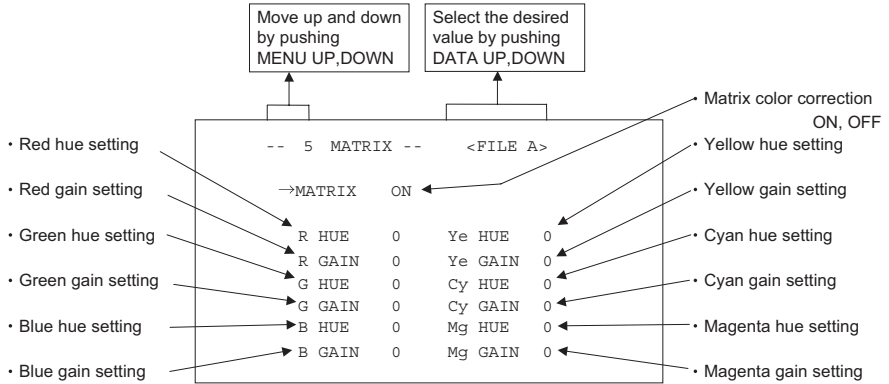 Move up and down
by pushing
MENU UP,DOWN
Select the desired
value by pushing
DATA UP,DOWN
・Matrix color correction
ON, OFF
・Red hue setting
・Red gain setting
・Green hue setting
・Green gain setting
・Blue hue setting
・Blue gain setting
-- 5 MATRIX -- <FILE A>
→MATRIX ON
R HUE 0 Ye HUE 0
R GAIN 0 Ye GAIN 0
G HUE 0 Cy HUE 0
G GAIN 0 Cy GAIN 0
B HUE 0 Mg HUE 0
B GAIN 0 Mg GAIN 0
・Yellow hue setting
・Yellow gain setting
・Cyan hue setting
・Cyan gain setting
・Magenta hue setting
・Magenta gain setting